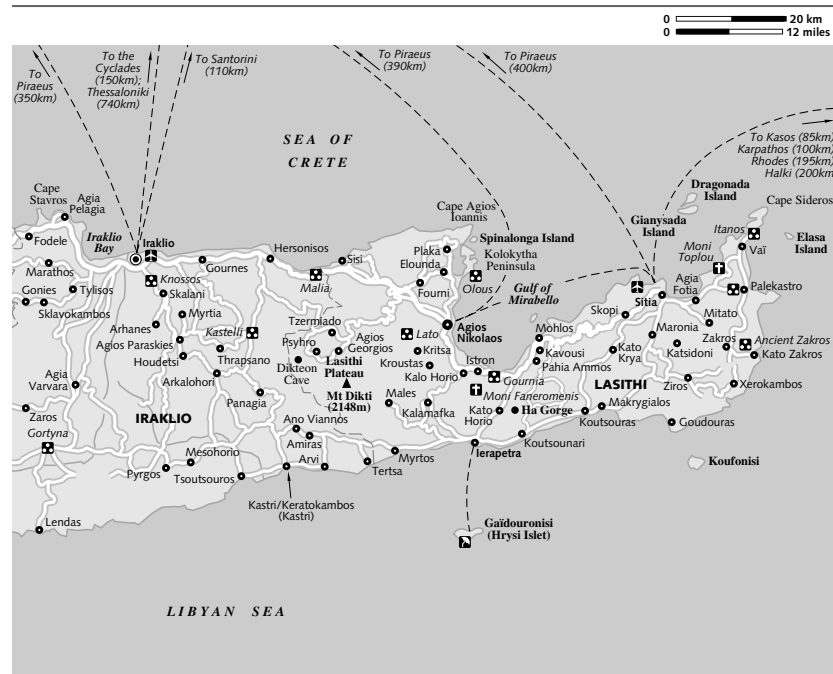 0 20 km
0 12 miles
To
Piraeus
(350km)
To the
Cyclades
(150km);
Thessaloniki
(740km)
To Santorini
(110km)
To Piraeus
(390km)
To Piraeus
(400km)
To Kasos (85km)
Karpathos (100km)
Rhodes (195km)
Halki (200km
SEA OF
CRETE
Dragonada
Island
Cape Sideros
Gianysada
Island
Itanos
Elasa
Island
Moni
Toplou
Vaï
Cape
Stavros
Agia
Pelagia
Iraklio
Bay
Iraklio
Fodele
Marathos
Gonies
Tylisos
Sklavokambos
Knossos
Skalani
Gournes
Hersonisos
Sisi
Malia
Cape Agios
Ioannis
Spinalonga Island
Kolokytha
Peninsula
Plaka
Elounda
Fourni
Olous
Gulf of
Mirabello
Agia
Fotia
Sitia
Palekastro
Skopi
Mitato
Myrtia
Arhanes
Kastelli
Agios Paraskies
Houdetsi
Thrapsano
Arkalohori
Tzermiado
Psyhro
Agios
Georgios
Lasithi
Plateau
Dikteon
Cave
Mt Dikti
(2148m)
Lato
Agios
Nikolaos
Kritsa
Kroustas
Kalo Horio
Istron
Mohlos
Kavousi
Pahia Ammos
Gournia
Moni Faneromenis
Maronia
Kato
Krya
Katsidoni
Zakros
Ancient Zakros
Kato Zakros
LASITHI
Ziros
Xerokambos
Agia
Varvara
Zaros
Gortyna
IRAKLIO
Panagia
Males
Kalamafka
Kato
Horio
Ha Gorge
Makrygialos
Koutsouras
Goudouras
Koutsounari
Ierapetra
Ano Viannos
Amiras
Arvi
Myrtos
Tertsa
Mesohorio
Pyrgos
Tsoutsouros
Kastri/Keratokambos
(Kastri)
Lendas
Koufonisi
Gaïdouronisi
(Hrysi Islet)
LIBYAN SEA